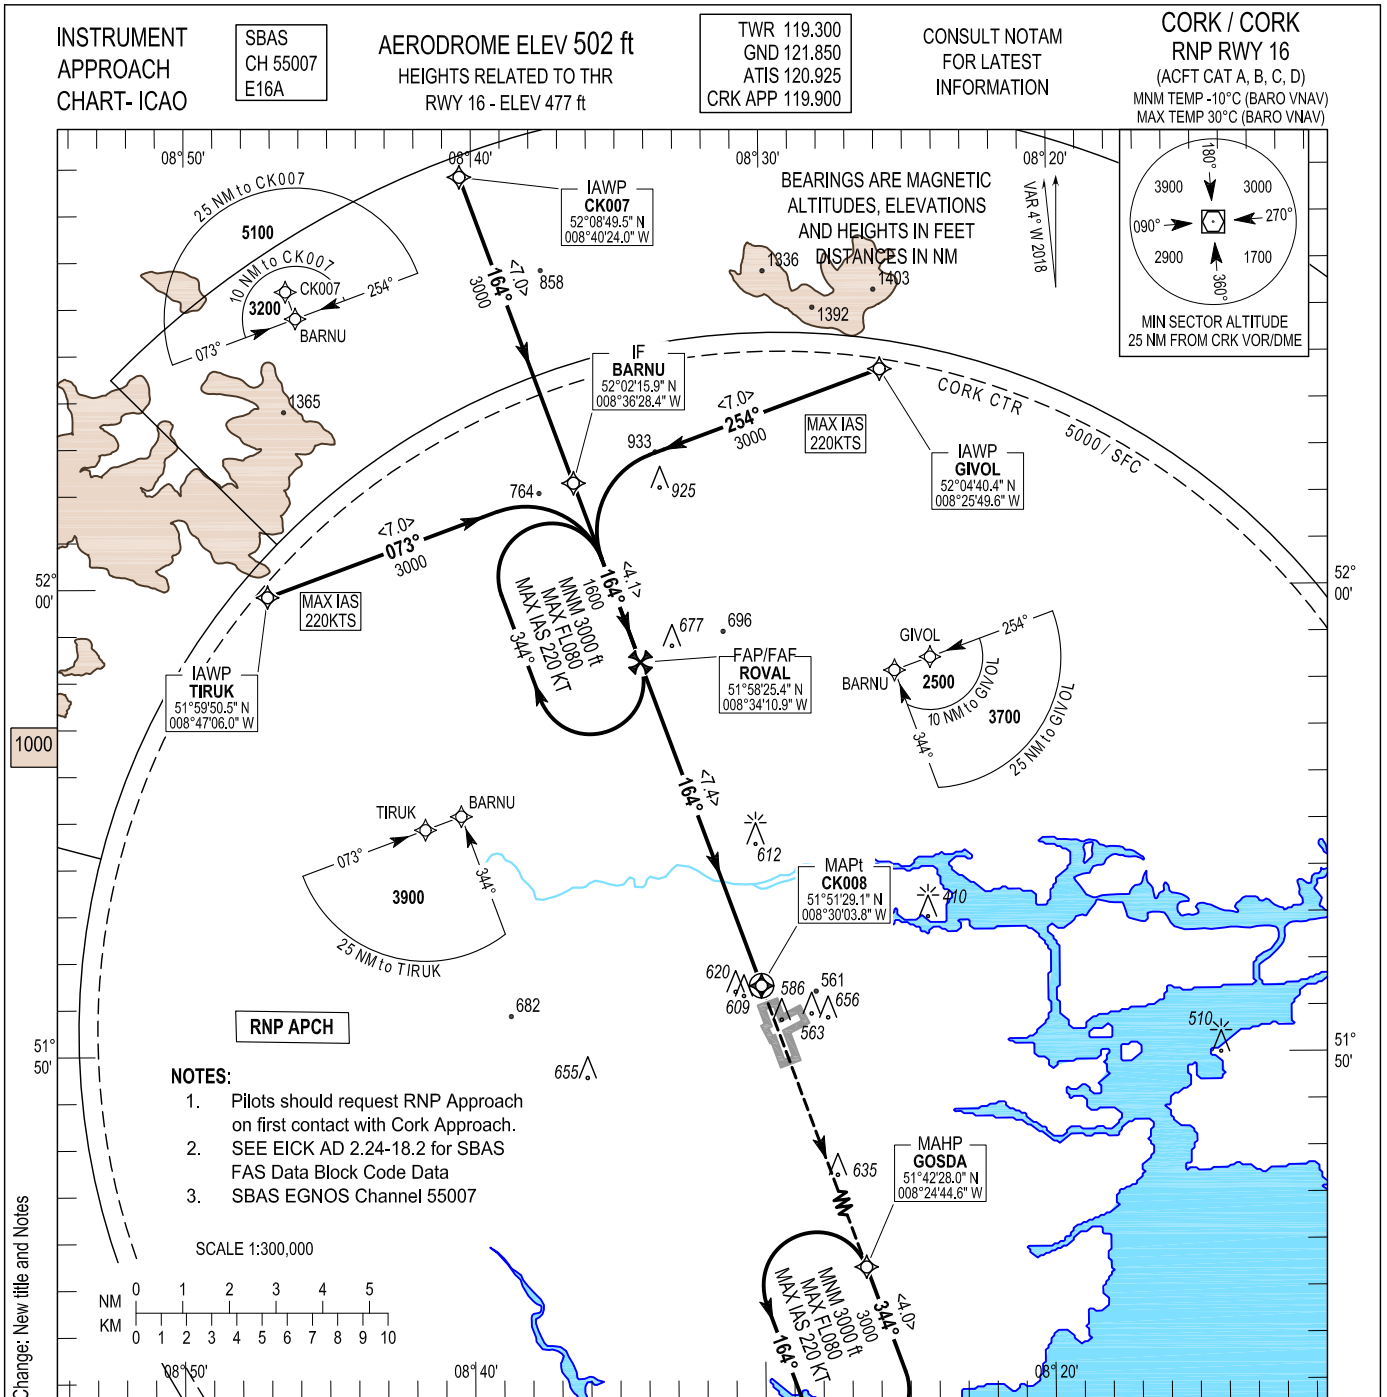 INSTRUMENT
APPROACH
CHART- ICAO
SBAS
CH 55007
E16A
AERODROME ELEV 502 ft
HEIGHTS RELATED TO THR
RWY 16 - ELEV 477 ft
TWR 119.300
GND 121.850
ATIS 120.925
CRK APP 119.900
CONSULT NOTAM
FOR LATEST
INFORMATION
CORK / CORK
RNP RWY 16
(ACFT CAT A, B, C, D)
MNM TEMP -10°C (BARO VNAV)
MAX TEMP 30°C (BARO VNAV)
08°50'
08°40'
08°30'
08°20'
25 NM to CK007
5100
10 NM to CK007
CK007
3200
254°
BARNU
073°
IAWP
CK007
52°08'49.5" N
008°40'24.0" W
BEARINGS ARE MAGNETIC
ALTITUDES, ELEVATIONS
AND HEIGHTS IN FEET
DISTANCES IN NM
VAR 4° W 2018
180°
3900
3000
090°
270°
2900
1700
360°
MIN SECTOR ALTITUDE
25 NM FROM CRK VOR/DME
<7.0>
164°
3000
858
1336
1403
1392
1365
IF
BARNU
52°02'15.9" N
008°36'28.4" W
CORK CTR
5000 / SFC
<7.0>
254°
3000
MAX IAS
220KTS
933
925
764
IAWP
GIVOL
52°04'40.4" N
008°25'49.6" W
<7.0>
073°
3000
MAX IAS
220KTS
52°
00'
52°
00'
<4.1>
164°
1600
MNM 3000 ft
MAX FL080
MAX IAS 220 KT
344°
677
696
IAWP
TIRUK
51°59'50.5" N
008°47'06.0" W
FAP/FAF
ROVAL
51°58'25.4" N
008°34'10.9" W
GIVOL
254°
BARNU
2500
10 NM to GIVOL
3700
344°
25 NM to GIVOL
1000
<7.4>
164°
TIRUK
BARNU
073°
344°
3900
25 NM to TIRUK
612
MAPt
CK008
51°51'29.1" N
008°30'03.8" W
410
620
609
586
561
656
563
682
510
RNP APCH
51°
50'
51°
50'
655
NOTES:
1. Pilots should request RNP Approach
on first contact with Cork Approach.
2. SEE EICK AD 2.24-18.2 for SBAS
FAS Data Block Code Data
3. SBAS EGNOS Channel 55007
635
MAHP
GOSDA
51°42'28.0" N
008°24'44.6" W
SCALE 1:300,000
NM 0 1 2 3 4 5
KM 0 1 2 3 4 5 6 7 8 9 10
<4.0>
344°
3000
MNM 3000 ft
MAX FL080
MAX IAS 220 KT
164°
08°50'
08°40'
08°20'
Change: New title and Notes